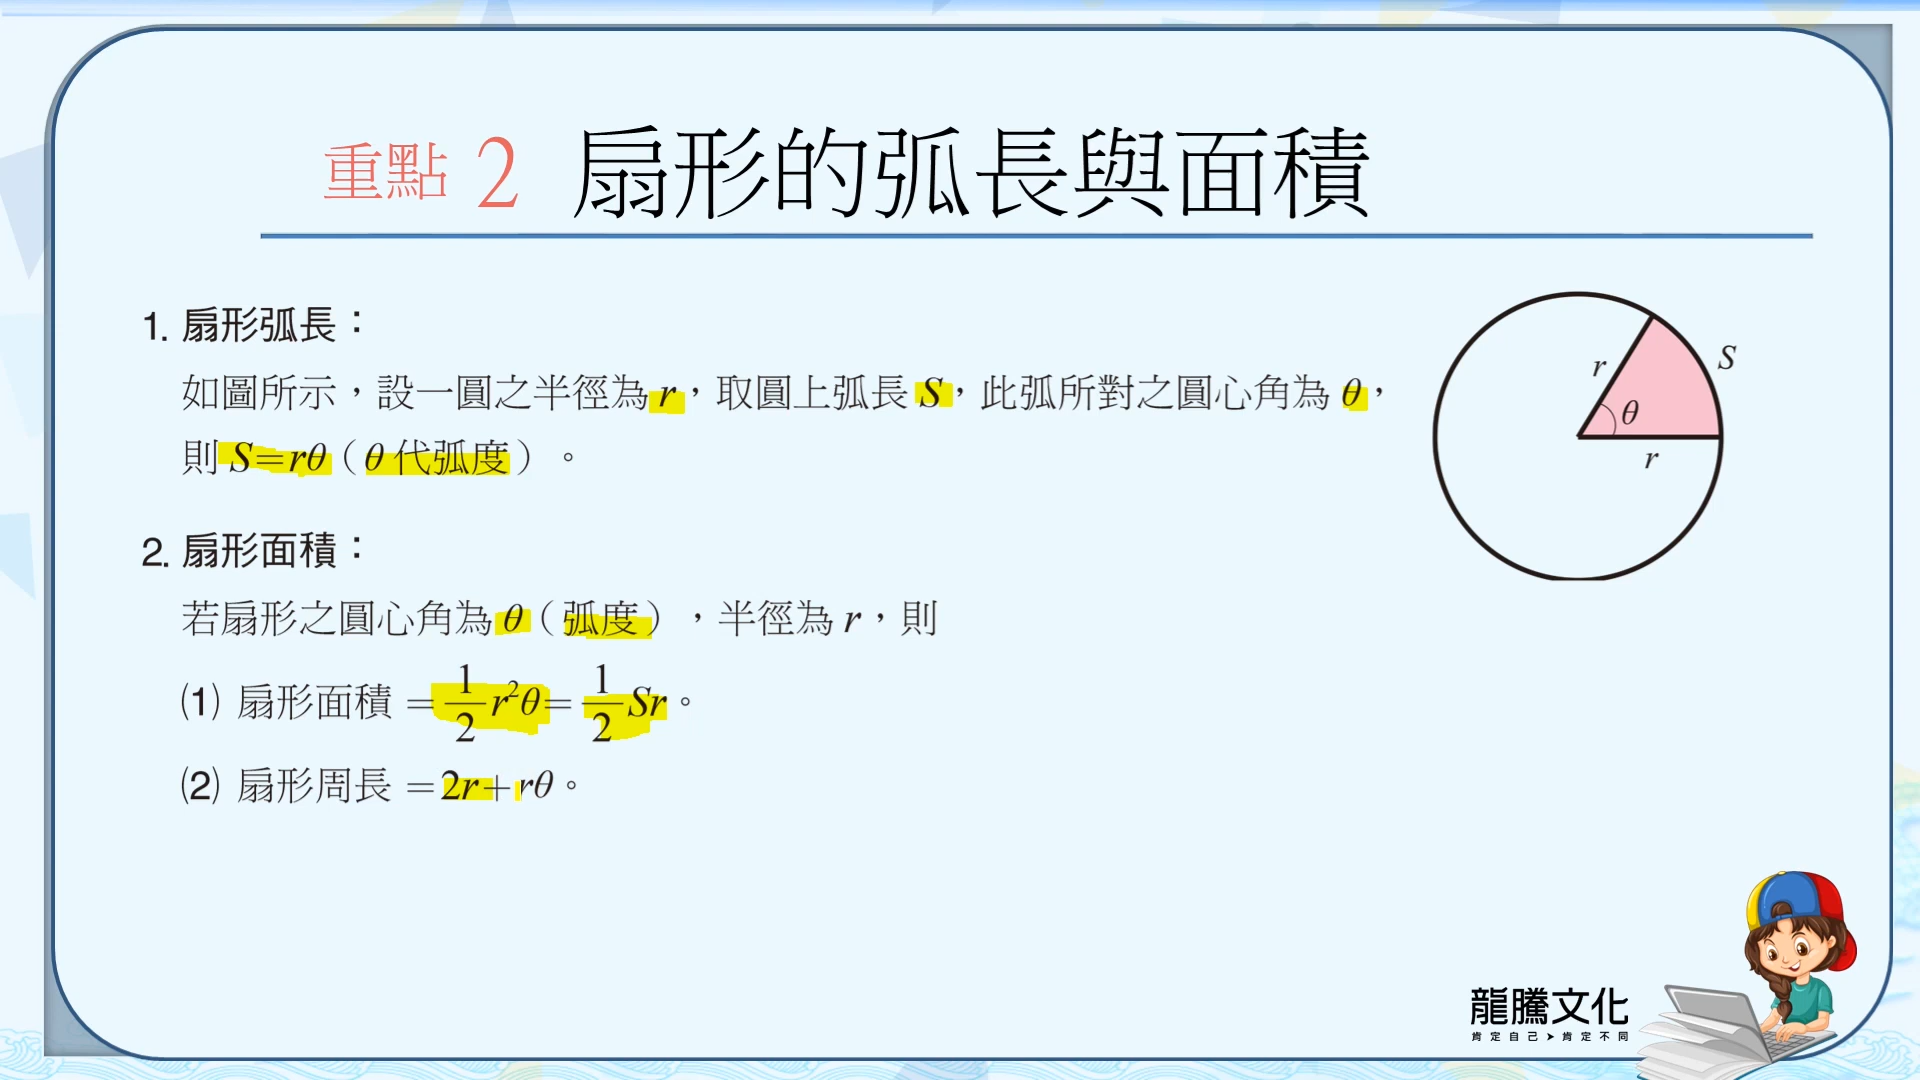 重點 2 扇形的弧長與面積
1. 扇形弧長：
如圖所示，設一圓之半徑為 r，取圓上弧長 S，此弧所對之圓心角為 θ，
則 S=rθ（θ 代弧度）。
r
S
θ
r
2. 扇形面積：
若扇形之圓心角為 θ（弧度），半徑為 r，則
(1) 扇形面積 = 1/2 r²θ = 1/2 Sr。
(2) 扇形周長 =2r+rθ。
龍騰文化
肯定自己➤肯定不同